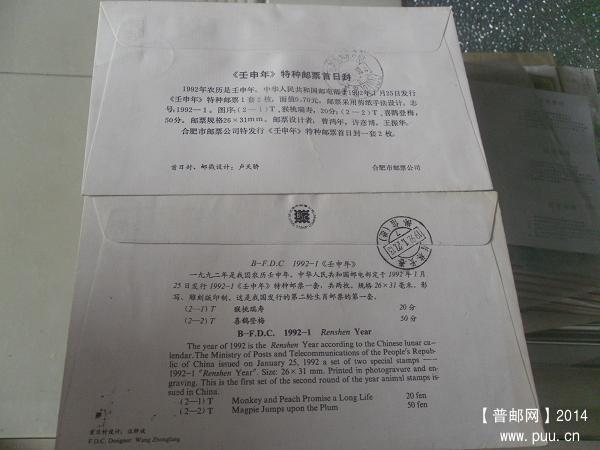 《壬申年》特种邮票首日封
1992年农历是壬申年。中华人民共和国邮电部于1992年1月25日发行
《壬申年》特种邮票1套2枚，面值0.70元，邮票采用剪纸手法设计，志
号：1992—1。图序：（2—1）T，猴桃瑞寿，20分；（2—2）T，喜鹊登梅，
50分。邮票规格26×31mm。邮票设计者：曹鸿年、许彦博、王振华。
合肥市邮票公司特发行《壬申年》特种邮票首日封一套2枚。
首日封、邮戳设计：卢天骄
合肥市邮票公司
B—F.D.C 1992—1《壬申年》
一九九二年是我国农历壬申年。中华人民共和国邮电部定于1992年1月
25日发行1992—1《壬申年》特种邮票一套，共两枚。规格26×31毫米，影
写、雕刻版印制。这是我国发行的第二轮生肖邮票的第一套。
（2—1）T 猴桃瑞寿 20分
（2—2）T 喜鹊登梅 50分
B—F.D.C. 1992—1 Renshen Year
The year of 1992 is the Renshen Year according to the Chinese lunar ca-
lendar.The Ministry of Posts and Telecommunications of the People's Repub-
lic of China issued on January 25, 1992 a set of two special stamps —
1992—1 "Renshen Year". Size: 26×31 mm. Printed in photogravure and en-
graving. This is the first set of the second round of the year animal stamps is-
sued in China.
(2—1) T Monkey and Peach Promise a Long Life 20 fen
(2—2) T Magpie Jumps upon the Plum 50 fen
首日封设计：
F.D.C. Designer: Wang Zhongfang
【普邮网】2014
www.puu.cn